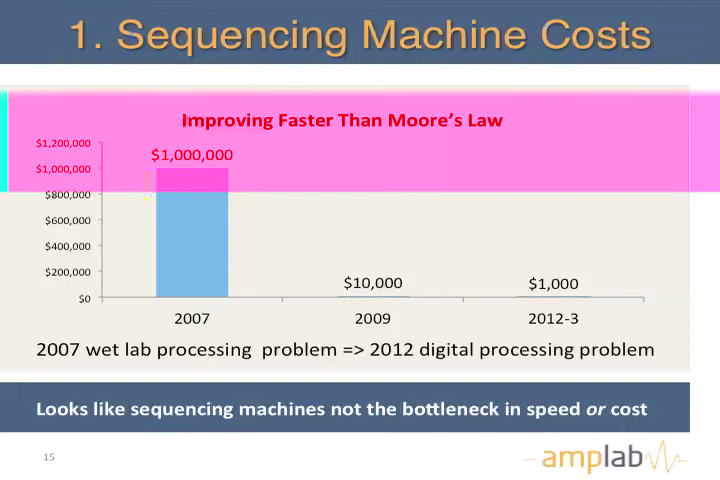 1. Sequencing Machine Costs
Improving Faster Than Moore's Law
$1,200,000
$1,000,000
$1,000,000
$800,000
$600,000
$400,000
$200,000
$10,000
$1,000
$0
2007
2009
2012-3
2007 wet lab processing problem => 2012 digital processing problem
Looks like sequencing machines not the bottleneck in speed or cost
15
amplab